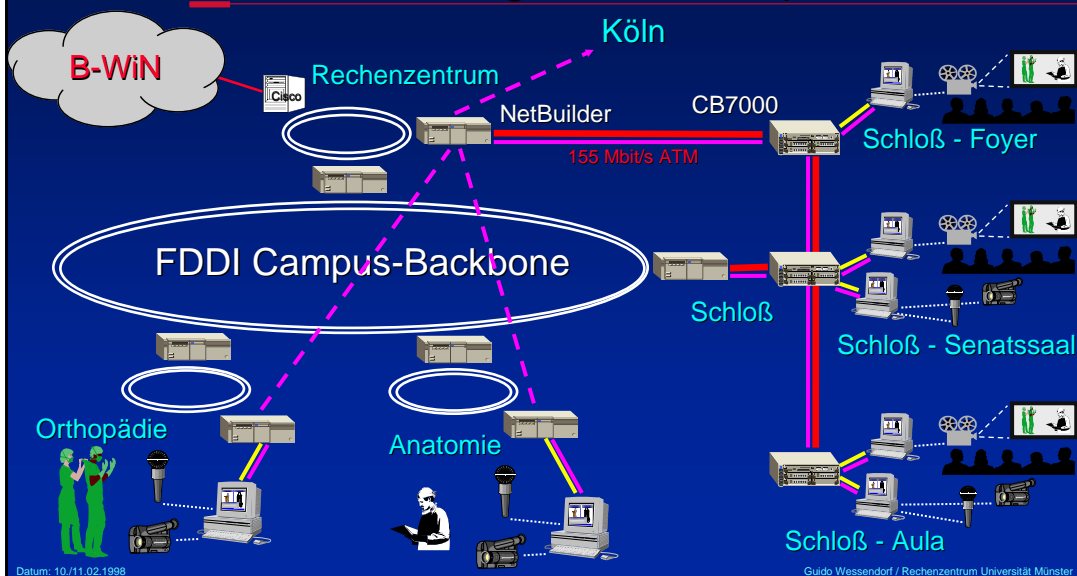 Köln
B-WiN
Rechenzentrum
Cisco
NetBuilder
CB7000
155 Mbit/s ATM
Schloß - Foyer
FDDI Campus-Backbone
Schloß
Schloß - Senatssaal
Orthopädie
Anatomie
Schloß - Aula
Datum: 10./11.02.1998
Guido Wessendorf / Rechenzentrum Universität Münster